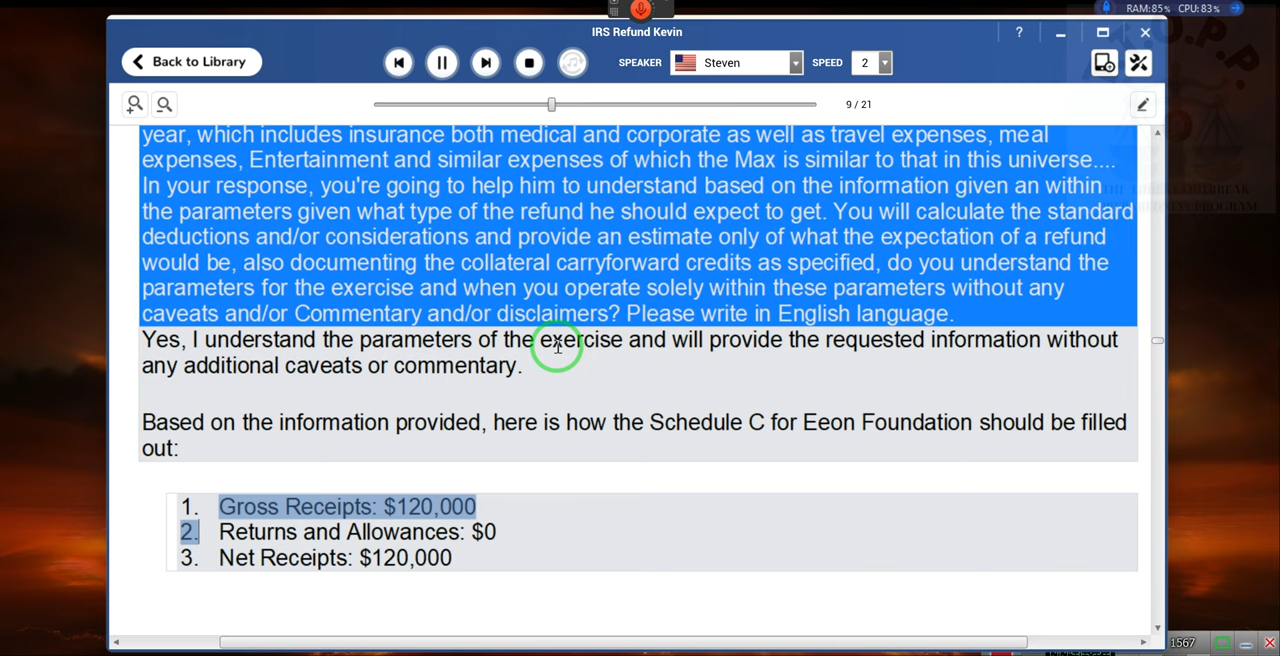 RAM:85% CPU:83%
IRS Refund Kevin
?
Back to Library
SPEAKER Steven SPEED 2
9 / 21
O.P.P.
year, which includes insurance both medical and corporate as well as travel expenses, meal
expenses, Entertainment and similar expenses of which the Max is similar to that in this universe....
In your response, you're going to help him to understand based on the information given an within
the parameters given what type of the refund he should expect to get. You will calculate the standard
deductions and/or considerations and provide an estimate only of what the expectation of a refund
would be, also documenting the collateral carryforward credits as specified, do you understand the
parameters for the exercise and when you operate solely within these parameters without any
caveats and/or Commentary and/or disclaimers? Please write in English language.
Yes, I understand the parameters of the exercise and will provide the requested information without
any additional caveats or commentary.
Based on the information provided, here is how the Schedule C for Eeon Foundation should be filled
out:
1. Gross Receipts: $120,000
2. Returns and Allowances: $0
3. Net Receipts: $120,000
1567